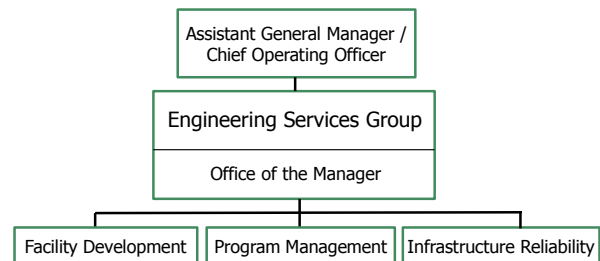 Assistant General Manager /
Chief Operating Officer
Engineering Services Group
Office of the Manager
Facility Development
Program Management
Infrastructure Reliability